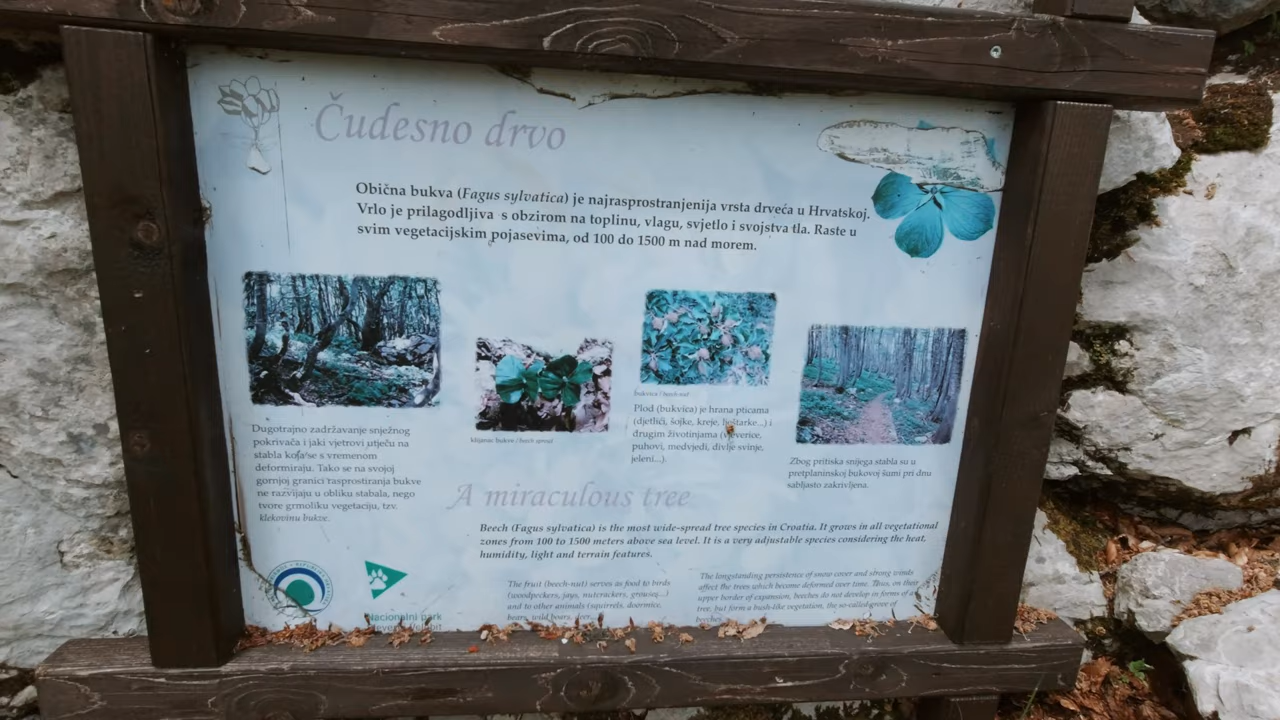 Čudesno drvo
Obična bukva (Fagus sylvatica) je najrasprostranjenija vrsta drveća u Hrvatskoj.
Vrlo je prilagodljiva s obzirom na toplinu, vlagu, svjetlo i svojstva tla. Raste u
svim vegetacijskim pojasevima, od 100 do 1500 m nad morem.
Dugotrajno zadržavanje snježnog
pokrivača i jaki vjetrovi utječu na
stabla koja se s vremenom
deformiraju. Tako se na svojoj
gornjoj granici rasprostiranja bukve
ne razvijaju u obliku stabala, nego
tvore grmoliku vegetaciju, tzv.
klekovinu bukve.
klijanac bukve / beech sprout
bukvica / beech-nut
Plod (bukvica) je hrana pticama
(djetlići, šojke, kreje, lještarke...) i
drugim životinjama (vjeverice,
puhovi, medvjedi, divlje svinje,
jeleni...).
Zbog pritiska snijega stabla su u
pretplaninskoj bukovoj šumi pri dnu
sabljasto zakrivljena.
A miraculous tree
Beech (Fagus sylvatica) is the most wide-spread tree species in Croatia. It grows in all vegetational
zones from 100 to 1500 meters above sea level. It is a very adjustable species considering the heat,
humidity, light and terrain features.
The fruit (beech-nut) serves as food to birds
(woodpeckers, jays, nutcrackers, grouse,...)
and to other animals (squirrels, doormice,
bears, wild boars, deer...
The longstanding persistence of snow cover and strong winds
affect the trees which become deformed over time. Thus, on their
upper border of expansion, beeches do not develop in forms of a
tree, but form a bush-like vegetation, the so-called grove of
beeches.
Nacionalni park